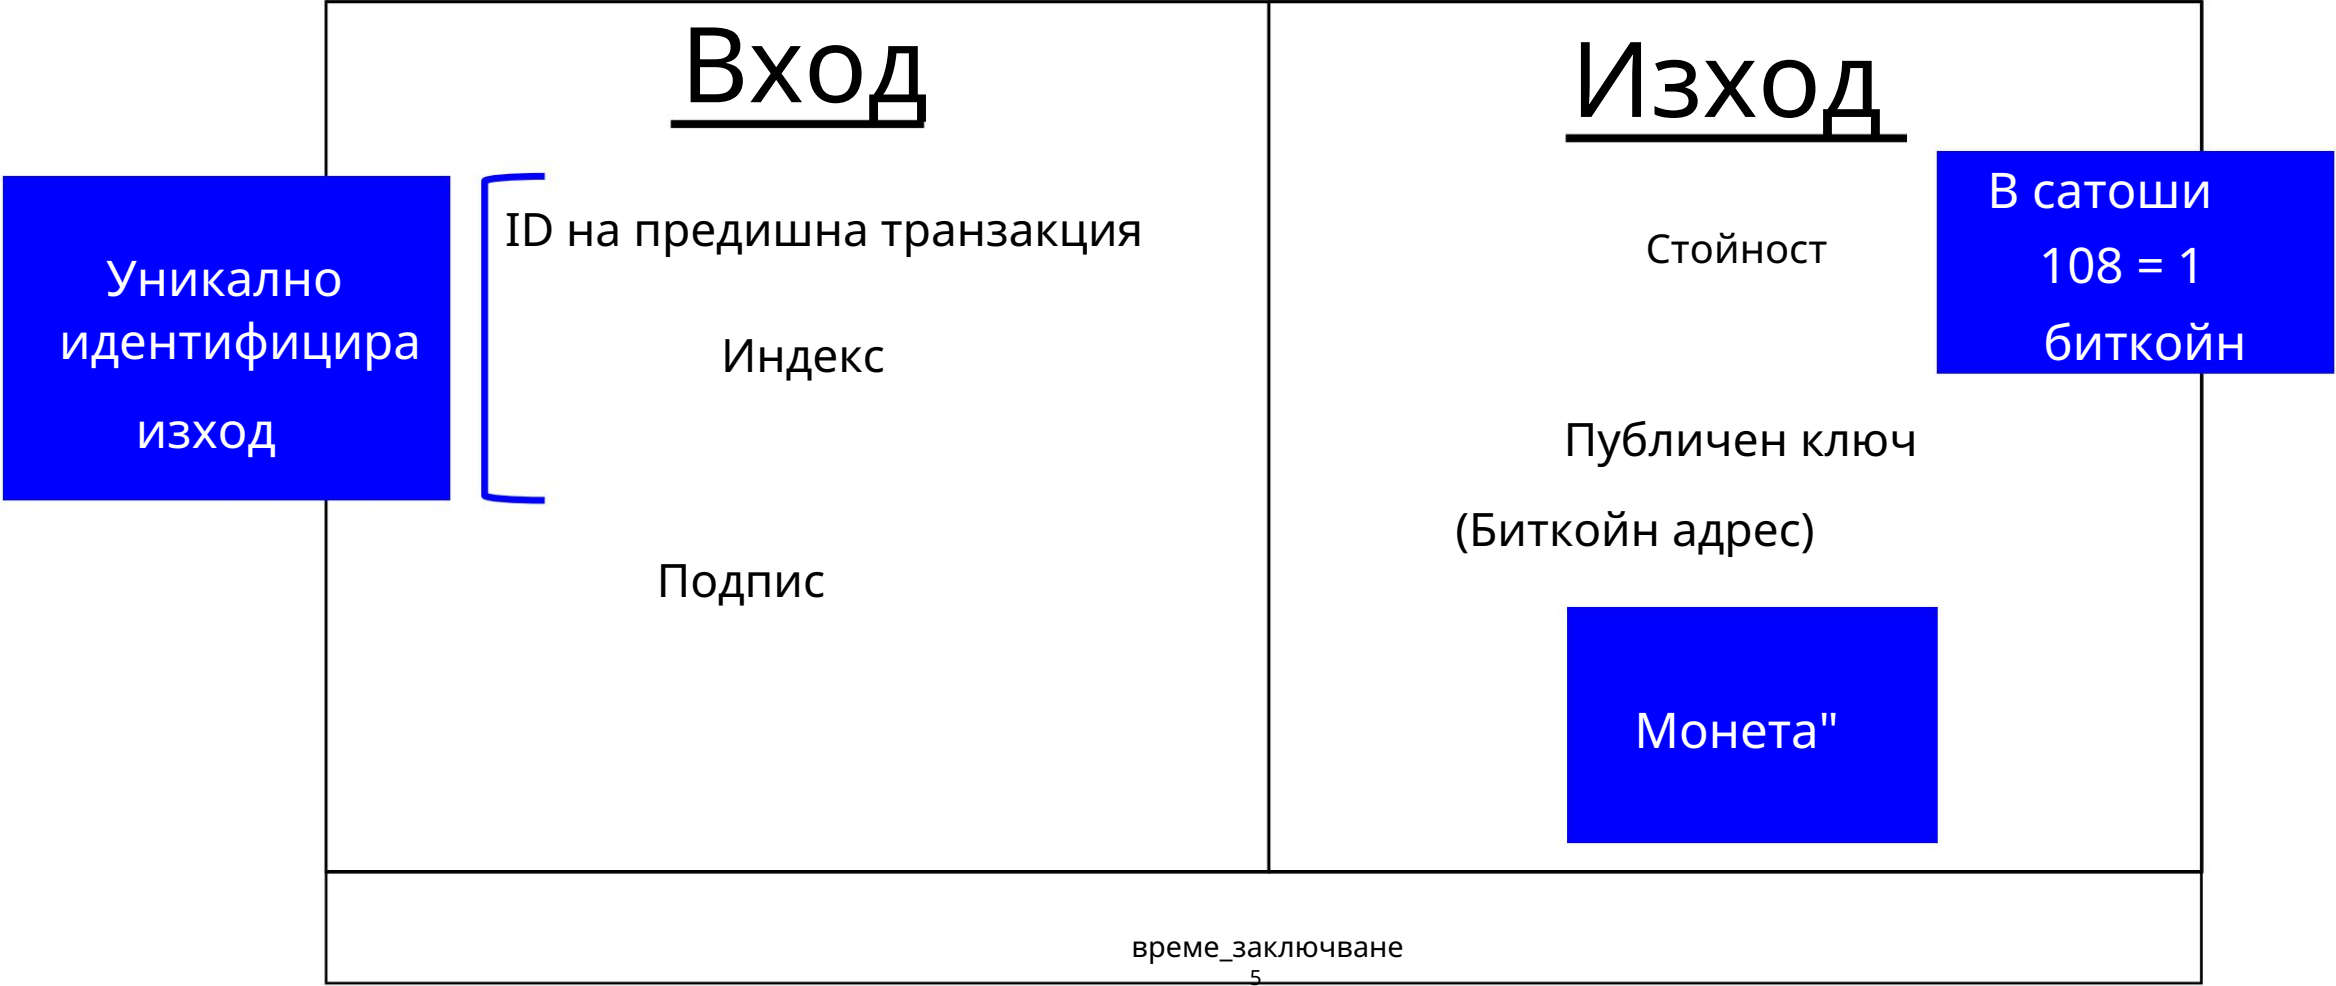 Вход
Изход
Уникално
идентифицира
изход
ID на предишна транзакция
Индекс
Подпис
Стойност
В сатоши
108 = 1
биткойн
Публичен ключ
(Биткойн адрес)
Монета"
време_заключване
5